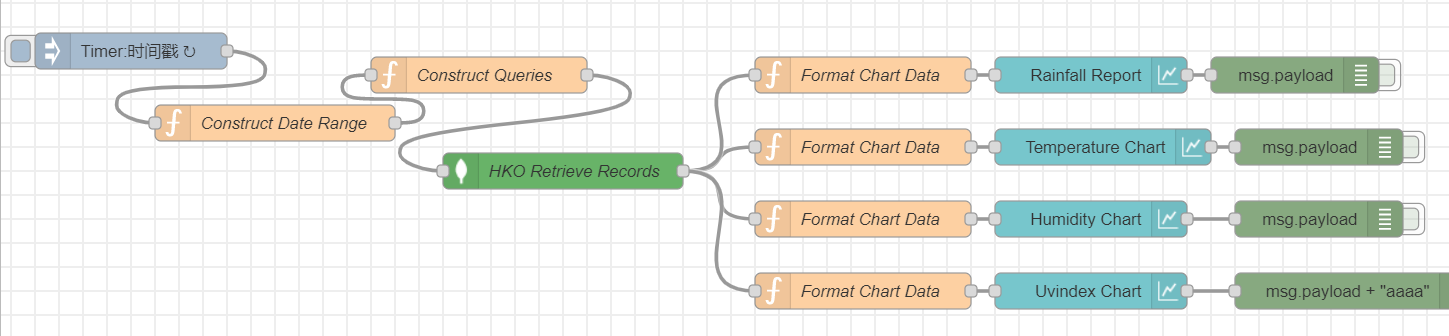 Timer:时间戳 ↻
Construct Date Range
Construct Queries
HKO Retrieve Records
Format Chart Data
Rainfall Report
msg.payload
Format Chart Data
Temperature Chart
msg.payload
Format Chart Data
Humidity Chart
msg.payload
Format Chart Data
Uvindex Chart
msg.payload + "aaaa"